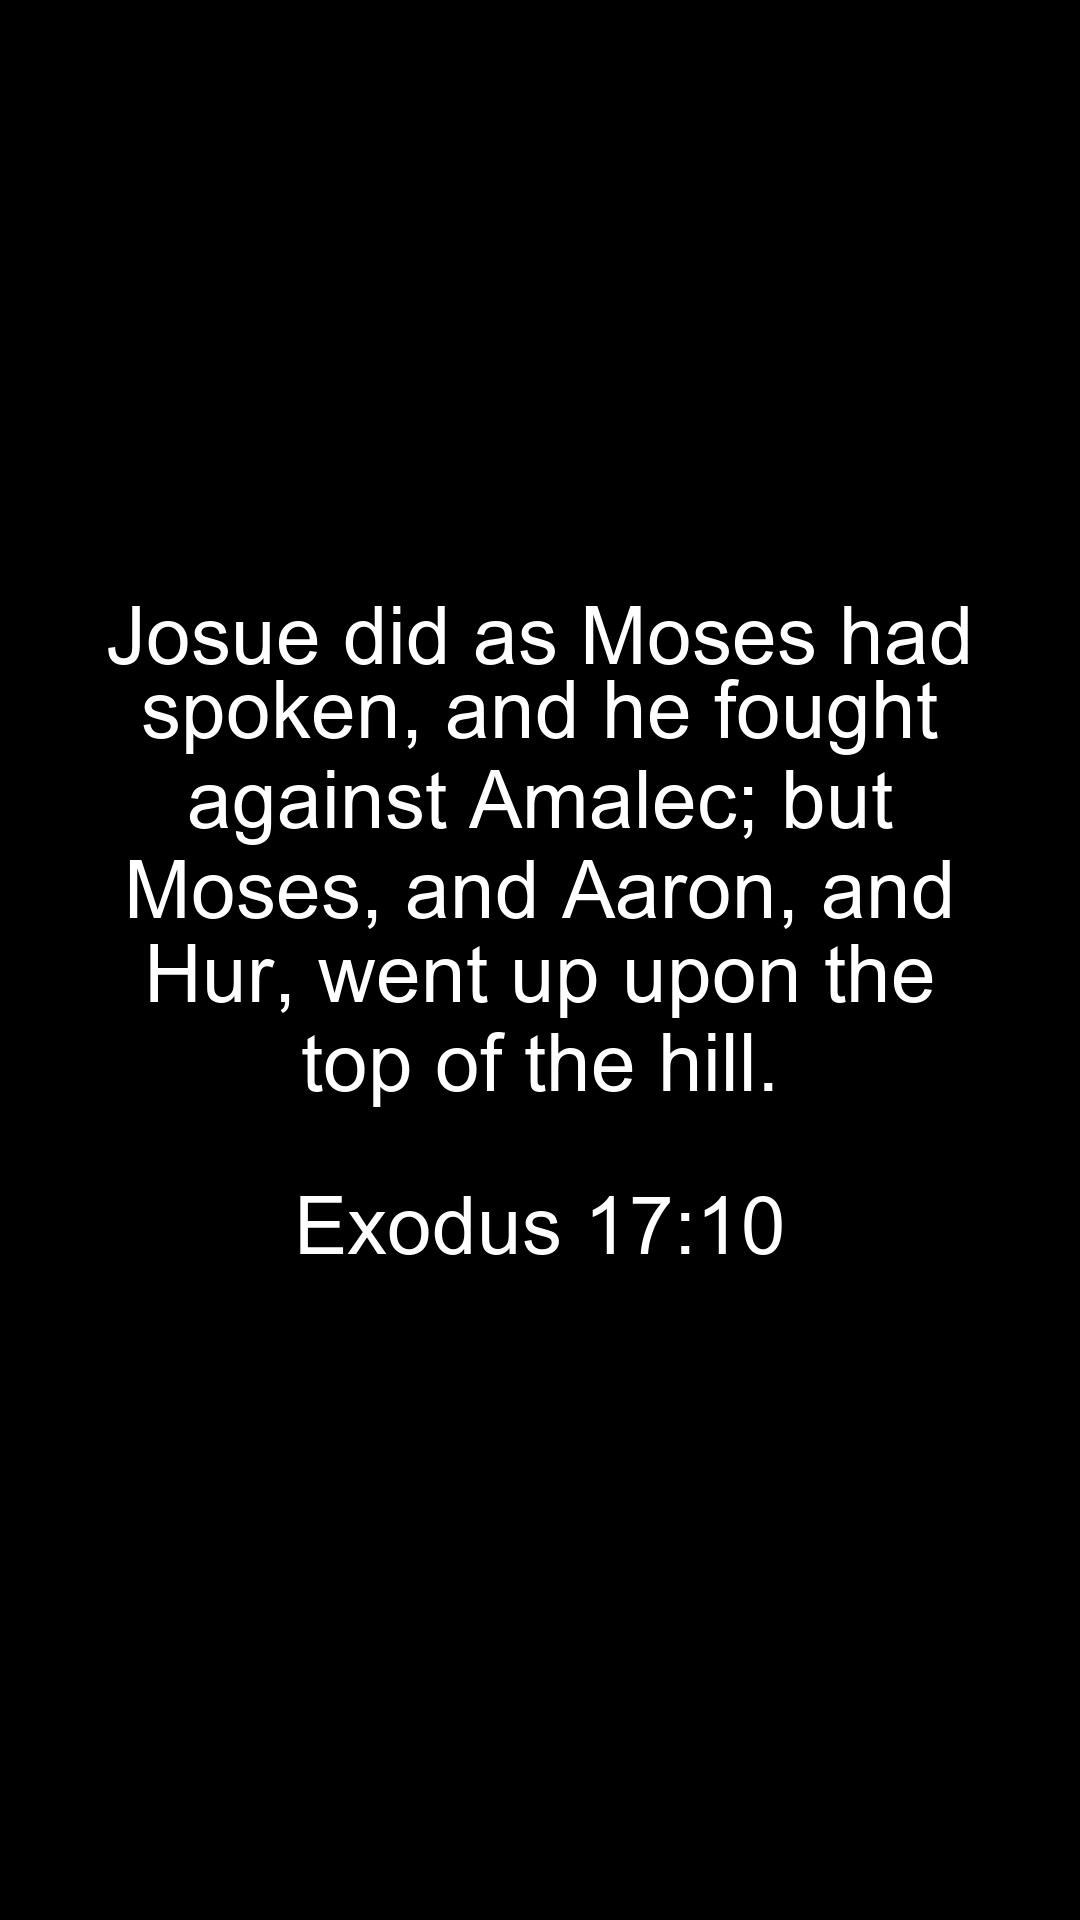 Josue did as Moses had
spoken, and he fought
against Amalec; but
Moses, and Aaron, and
Hur, went up upon the
top of the hill.
Exodus 17:10